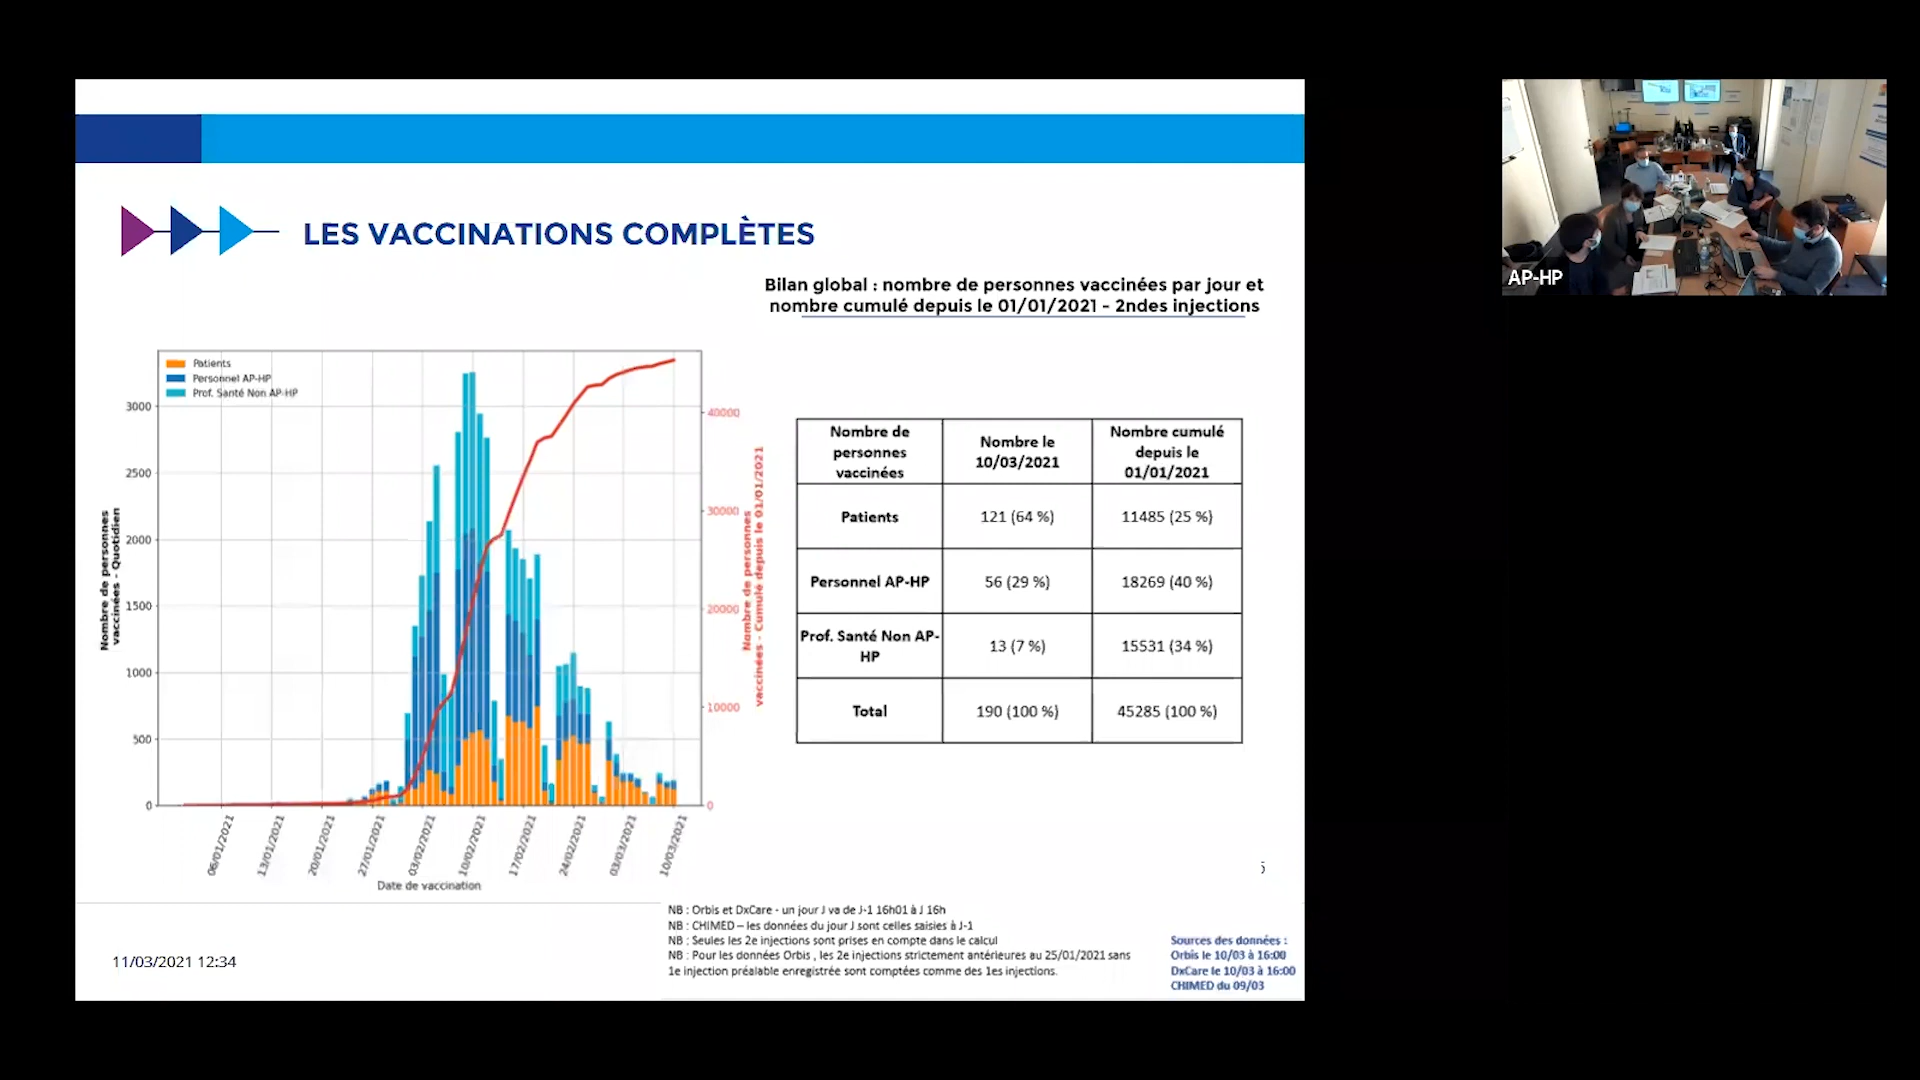 LES VACCINATIONS COMPLÈTES
Bilan global : nombre de personnes vaccinées par jour et
nombre cumulé depuis le 01/01/2021 - 2ndes injections
Patients
Personnel AP-HP
Prof. Santé Non AP-HP
3000
2500
2000
1500
1000
500
0
Nombre de personnes
vaccinées - Quotidien
40000
30000
20000
10000
0
Nombre de personnes
vaccinées - Cumulé depuis le 01/01/2021
06/01/2021
13/01/2021
20/01/2021
27/01/2021
03/02/2021
10/02/2021
17/02/2021
24/02/2021
03/03/2021
10/03/2021
Date de vaccination
Nombre de
personnes
vaccinées
Nombre le
10/03/2021
Nombre cumulé
depuis le
01/01/2021
Patients
121 (64 %)
11485 (25 %)
Personnel AP-HP
56 (29 %)
18269 (40 %)
Prof. Santé Non AP-
HP
13 (7 %)
15531 (34 %)
Total
190 (100 %)
45285 (100 %)
NB : Orbis et DxCare - un jour J va de J-1 16h01 à J 16h
NB : CHIMED – les données du jour J sont celles saisies à J-1
NB : Seules les 2e injections sont prises en compte dans le calcul
NB : Pour les données Orbis , les 2e injections strictement antérieures au 25/01/2021 sans
1e injection préalable enregistrée sont comptées comme des 1es injections.
Sources des données :
Orbis le 10/03 à 16:00
DxCare le 10/03 à 16:00
CHIMED du 09/03
11/03/2021 12:34
AP-HP